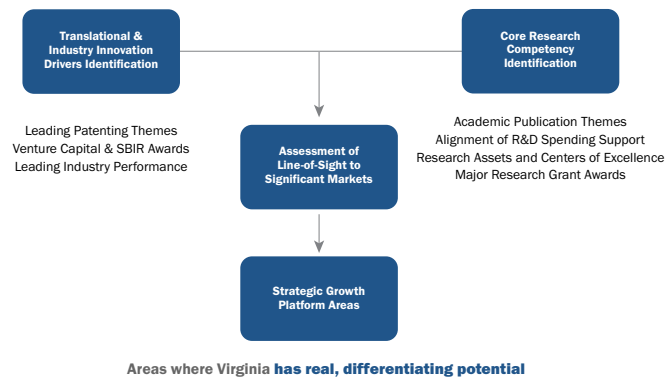 Translational &
Industry Innovation
Drivers Identification
Core Research
Competency
Identification
Leading Patenting Themes
Venture Capital & SBIR Awards
Leading Industry Performance
Academic Publication Themes
Alignment of R&D Spending Support
Research Assets and Centers of Excellence
Major Research Grant Awards
Assessment of
Line-of-Sight to
Significant Markets
Strategic Growth
Platform Areas
Areas where Virginia has real, differentiating potential